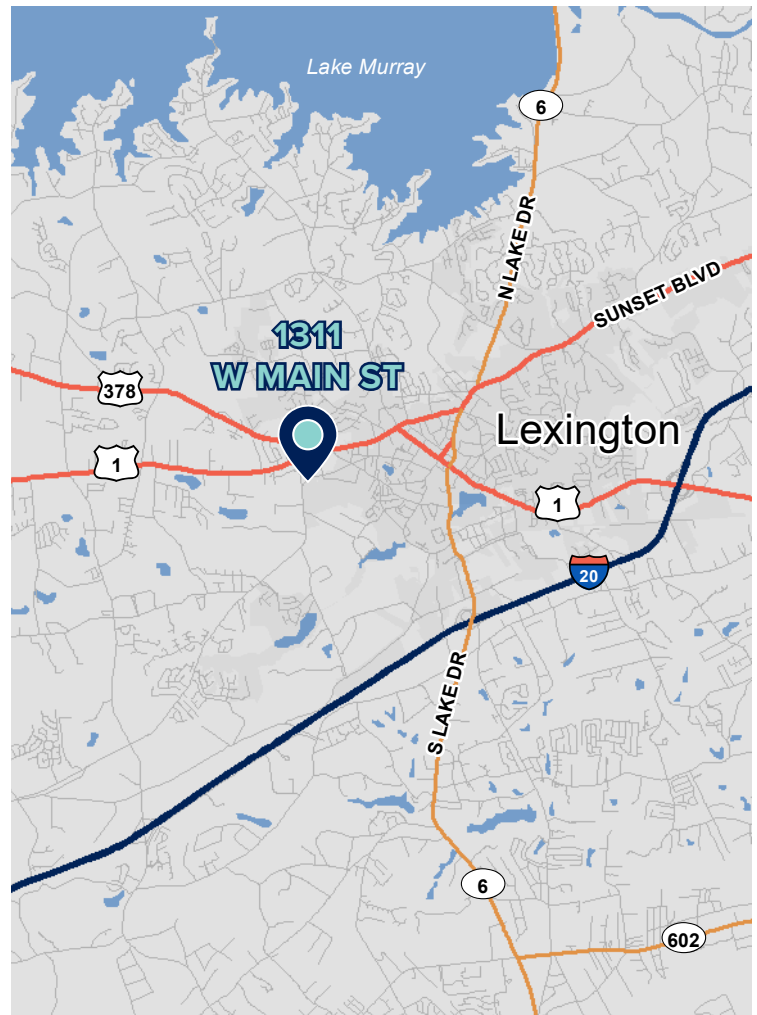 Lake Murray
6
N LAKE DR
SUNSET BLVD
1311
W MAIN ST
378
Lexington
1
1
20
S LAKE DR
6
602